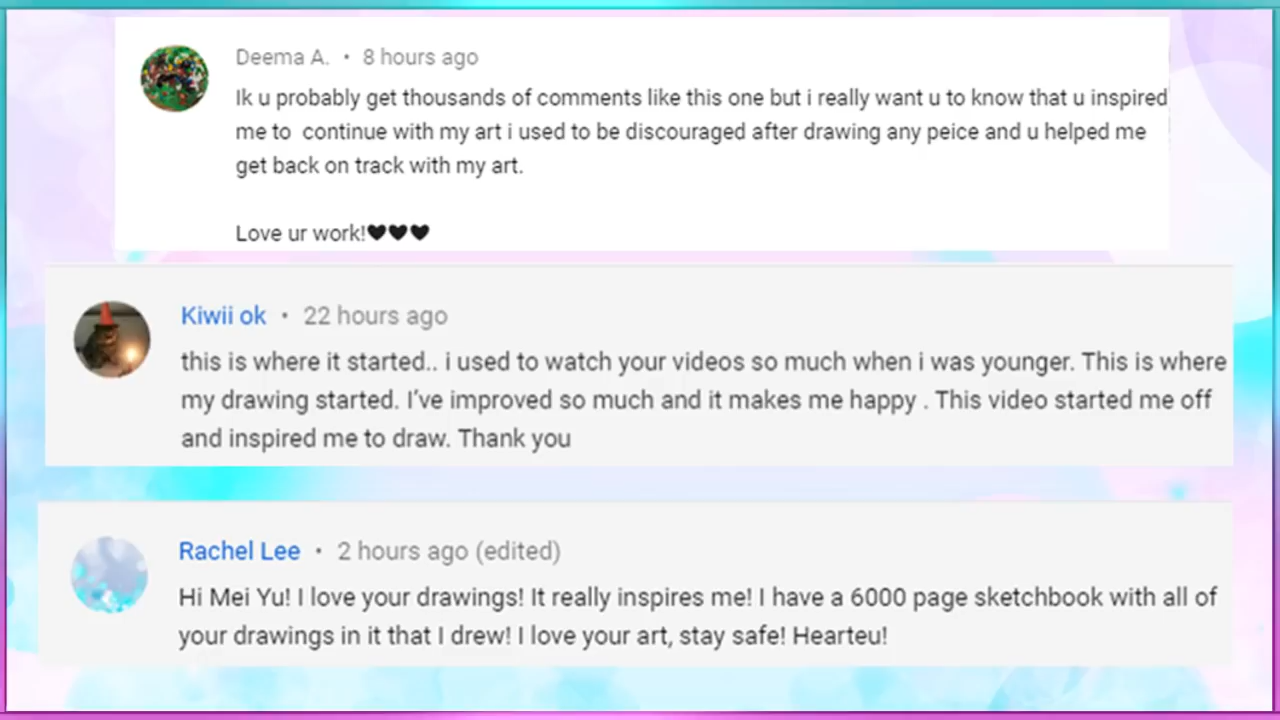 Deema A. • 8 hours ago
Ik u probably get thousands of comments like this one but i really want u to know that u inspired
me to  continue with my art i used to be discouraged after drawing any peice and u helped me
get back on track with my art.
Love ur work!🖤🖤🖤
Kiwii ok • 22 hours ago
this is where it started.. i used to watch your videos so much when i was younger. This is where
my drawing started. I've improved so much and it makes me happy . This video started me off
and inspired me to draw. Thank you
Rachel Lee • 2 hours ago (edited)
Hi Mei Yu! I love your drawings! It really inspires me! I have a 6000 page sketchbook with all of
your drawings in it that I drew! I love your art, stay safe! Hearteu!